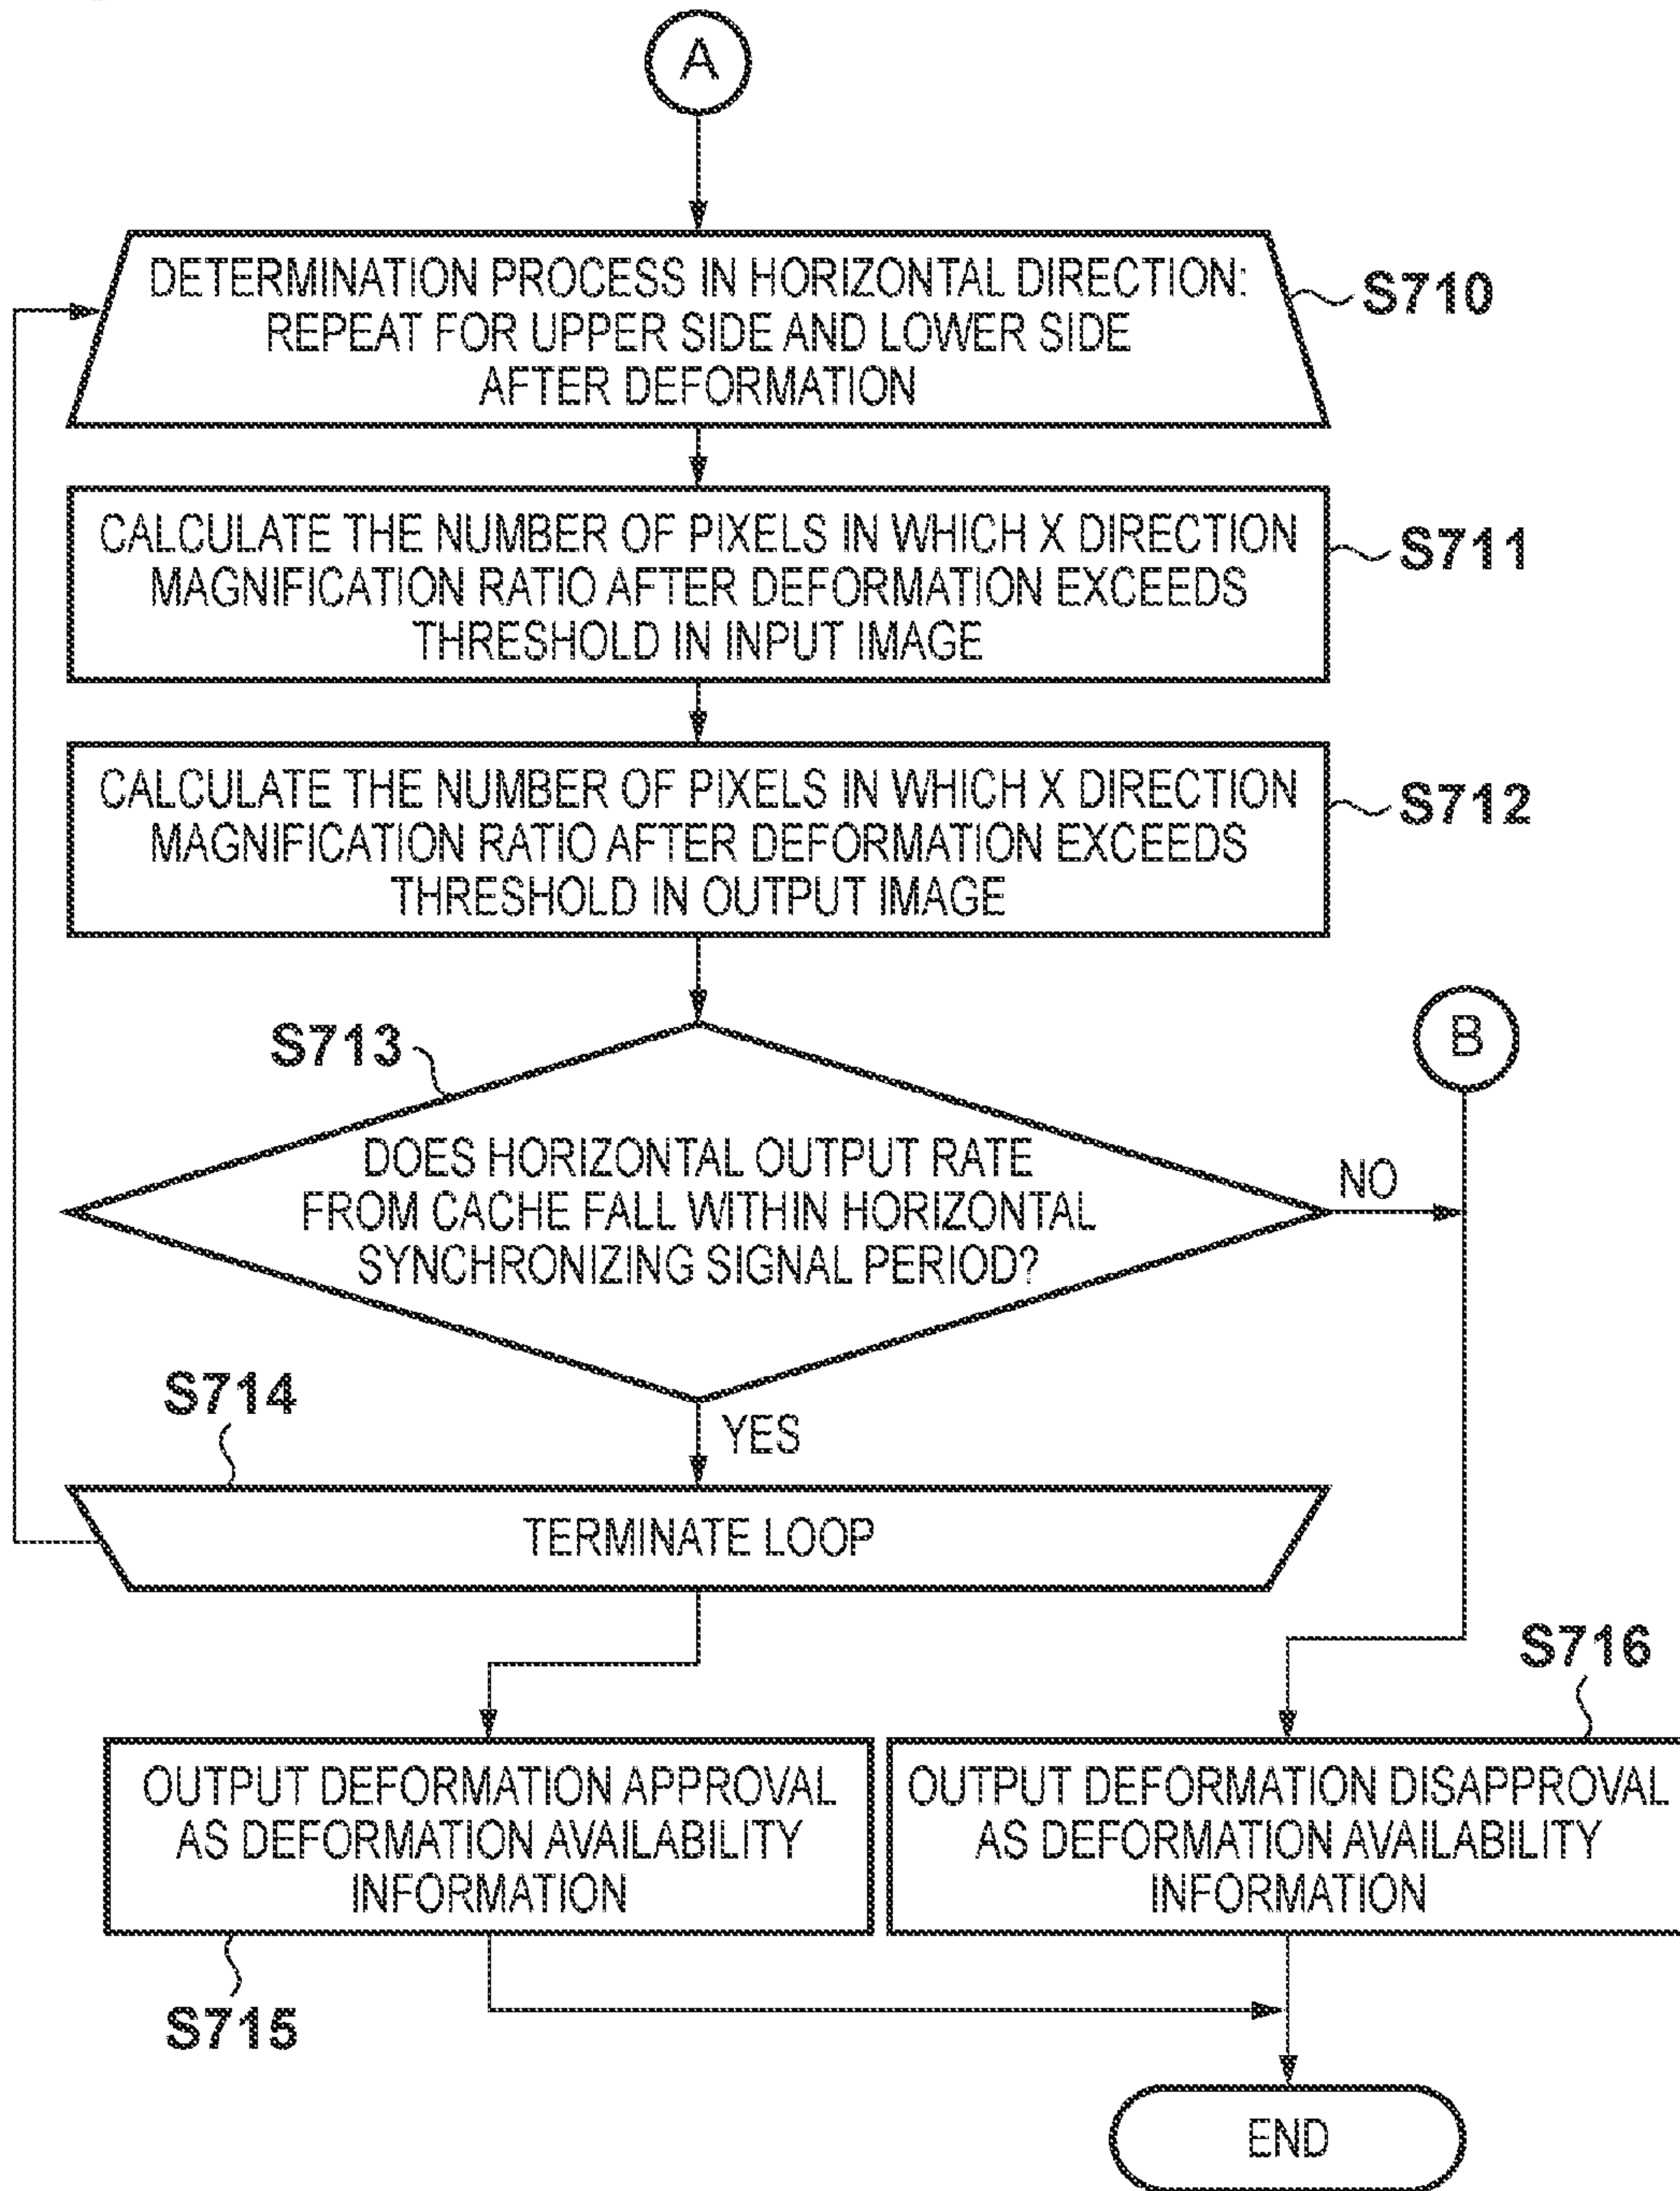 A
DETERMINATION PROCESS IN HORIZONTAL DIRECTION:
REPEAT FOR UPPER SIDE AND LOWER SIDE
AFTER DEFORMATION
S710
CALCULATE THE NUMBER OF PIXELS IN WHICH X DIRECTION
MAGNIFICATION RATIO AFTER DEFORMATION EXCEEDS
THRESHOLD IN INPUT IMAGE
S711
CALCULATE THE NUMBER OF PIXELS IN WHICH X DIRECTION
MAGNIFICATION RATIO AFTER DEFORMATION EXCEEDS
THRESHOLD IN OUTPUT IMAGE
S712
S713
B
DOES HORIZONTAL OUTPUT RATE
FROM CACHE FALL WITHIN HORIZONTAL
SYNCHRONIZING SIGNAL PERIOD?
NO
S714
YES
TERMINATE LOOP
S716
OUTPUT DEFORMATION APPROVAL
AS DEFORMATION AVAILABILITY
INFORMATION
OUTPUT DEFORMATION DISAPPROVAL
AS DEFORMATION AVAILABILITY
INFORMATION
S715
END